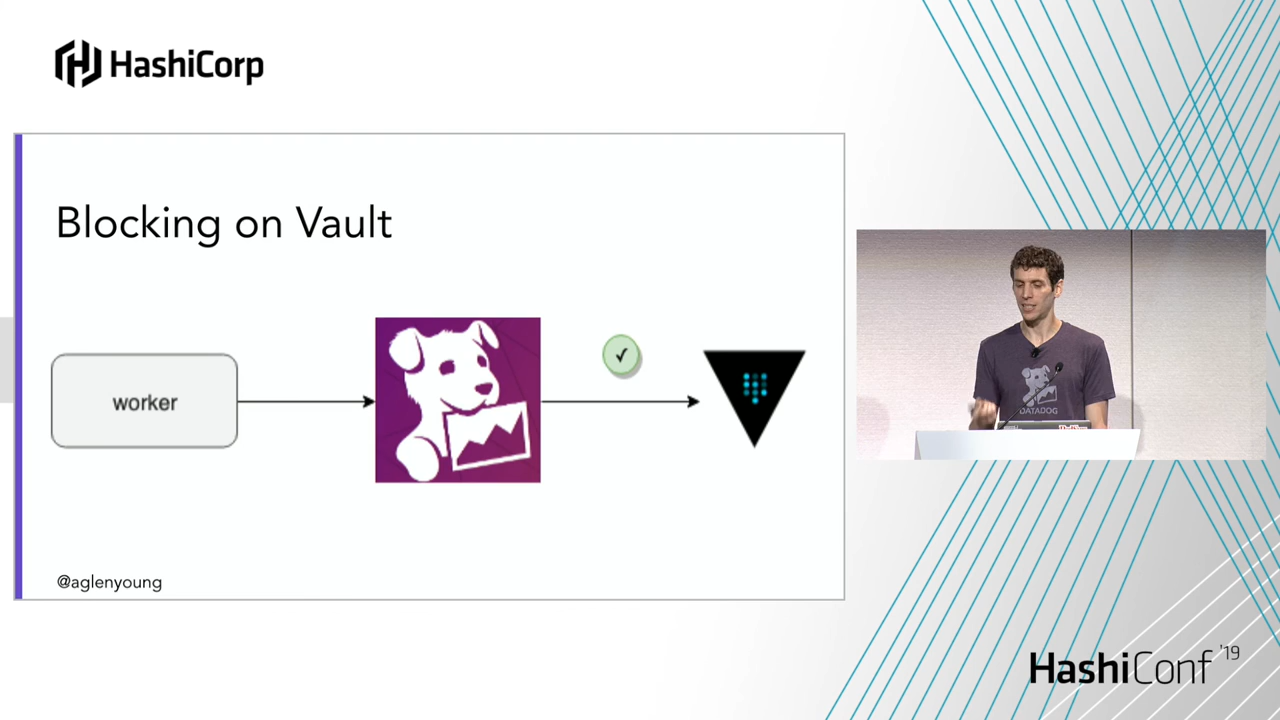 HashiCorp
Blocking on Vault
worker
✓
@aglenyoung
DATADOG
HashiConf '19